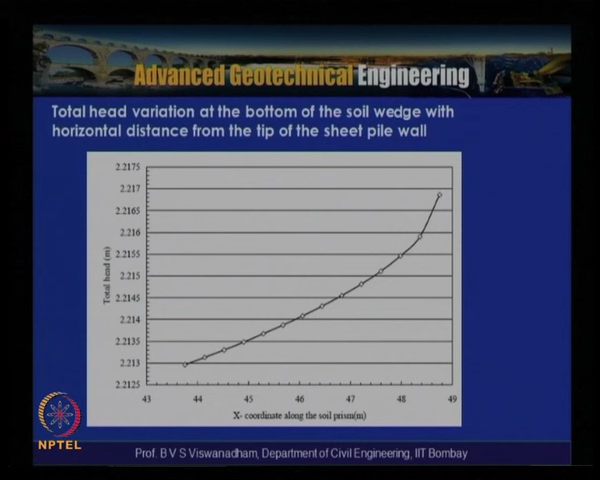 Advanced Geotechnical Engineering
Total head variation at the bottom of the soil wedge with
horizontal distance from the tip of the sheet pile wall
2.2175
2.217
2.2165
2.216
2.2155
2.215
2.2145
2.214
2.2135
2.213
2.2125
Total head (m)
43 44 45 46 47 48 49
X- coordinate along the soil prism(m)
NPTEL
Prof. B V S Viswanadham, Department of Civil Engineering, IIT Bombay